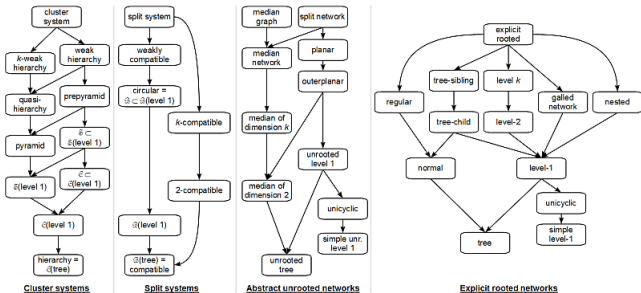 cluster
system
k-weak
hierarchy
weak
hierarchy
quasi-
hierarchy
prepyramid
pyramid
(level 1)
(level 1)
(level 1)
(level 1)
hierarchy =
(tree)
Cluster systems
split system
weakly
compatible
circular =
(level 1)
k-compatible
2-compatible
(level 1)
(tree) =
compatible
Split systems
median
graph
split network
median
network
planar
outerplanar
median of
dimension k
unrooted
level 1
median of
dimension 2
unicyclic
simple unr.
level 1
unrooted
tree
Abstract unrooted networks
explicit
rooted
tree-sibling
level k
regular
galled
network
nested
tree-child
level-2
normal
level-1
unicyclic
simple
level-1
tree
Explicit rooted networks